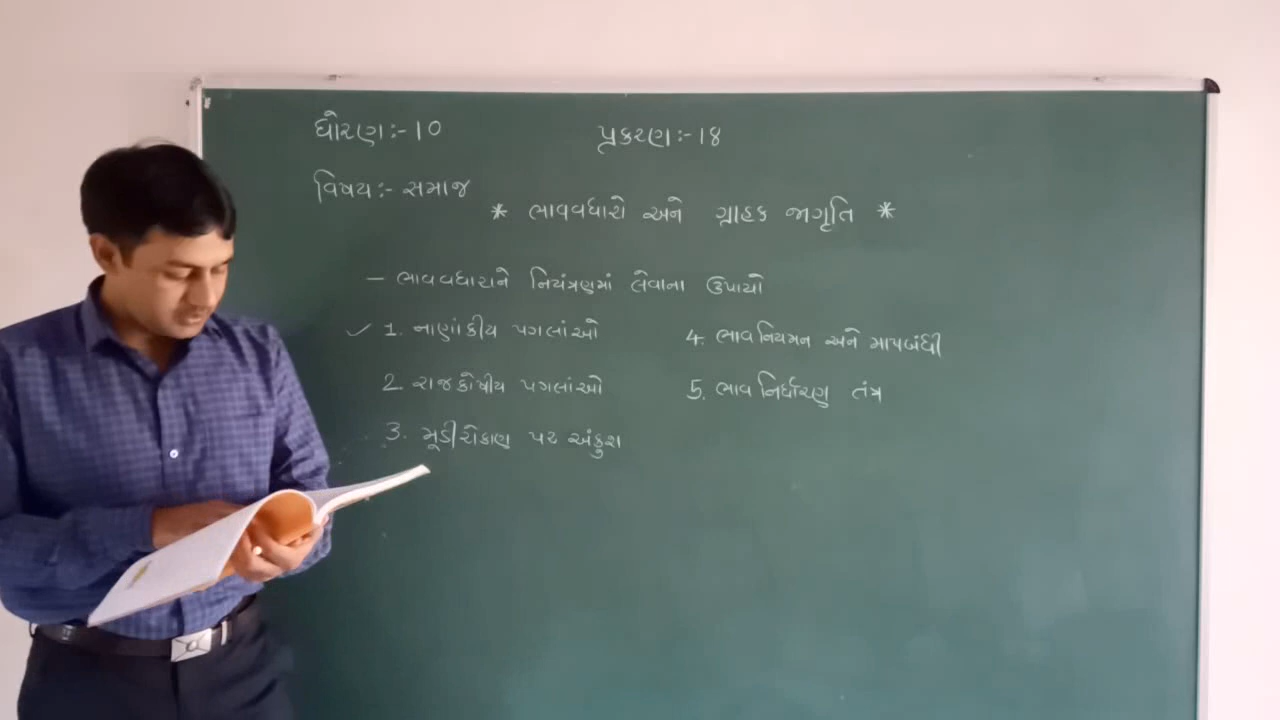 ધોરણ:-10
પ્રકરણ:-18
વિષય:- સમાજ
* ભાવવધારો અને ગ્રાહક જાગૃતિ *
- ભાવવધારાને નિયંત્રણમાં લેવાના ઉપાયો
✓ 1. નાણાંકીય પગલાંઓ
2. રાજકોષીય પગલાંઓ
3. મૂડીરોકાણ પર અંકુશ
4. ભાવ નિયમન અને માપબંધી
5. ભાવ નિર્ધારણ તંત્ર